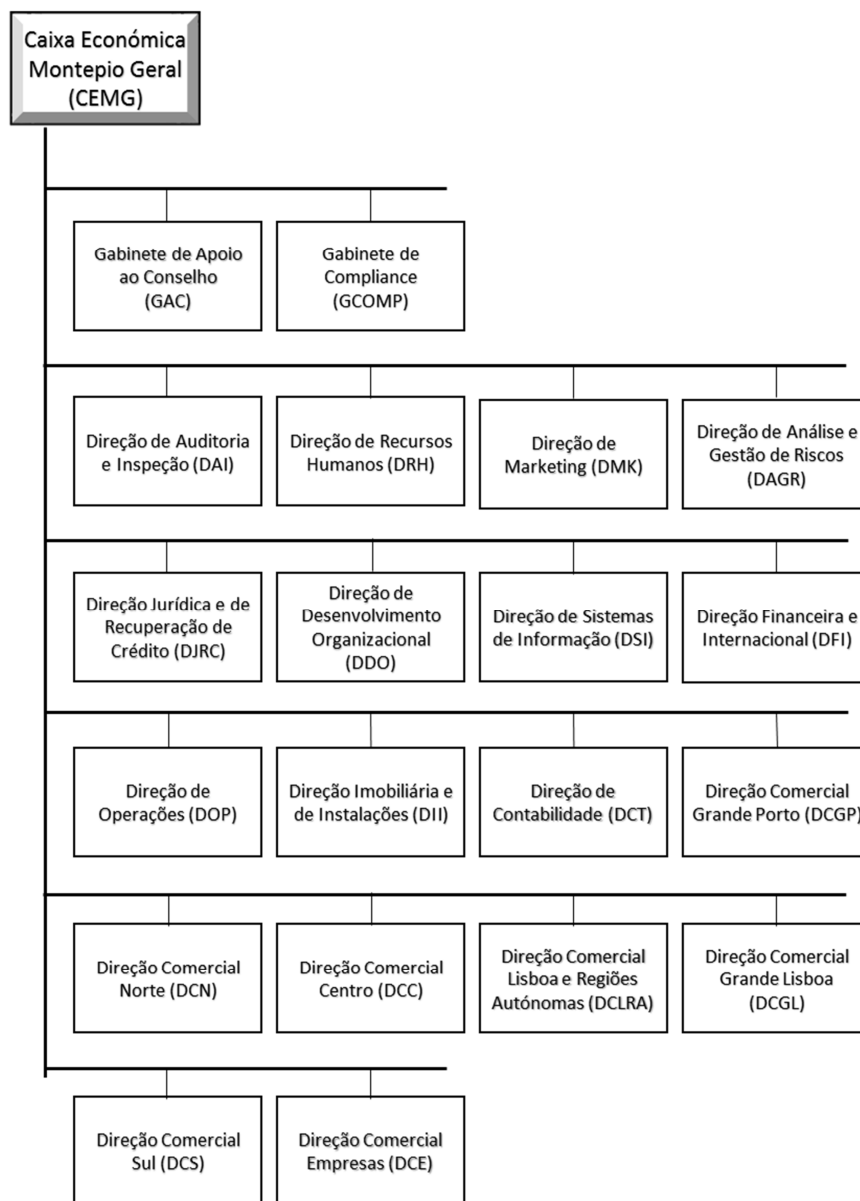 Caixa Económica
Montepio Geral
(CEMG)
Gabinete de Apoio
ao Conselho
(GAC)
Gabinete de
Compliance
(GCOMP)
Direção de Auditoria
e Inspeção (DAI)
Direção de Recursos
Humanos (DRH)
Direção de
Marketing (DMK)
Direção de Análise e
Gestão de Riscos
(DAGR)
Direção Jurídica e de
Recuperação de
Crédito (DJRC)
Direção de
Desenvolvimento
Organizacional
(DDO)
Direção de Sistemas
de Informação (DSI)
Direção Financeira e
Internacional (DFI)
Direção de
Operações (DOP)
Direção Imobiliária e
de Instalações (DII)
Direção de
Contabilidade (DCT)
Direção Comercial
Grande Porto (DCGP)
Direção Comercial
Norte (DCN)
Direção Comercial
Centro (DCC)
Direção Comercial
Lisboa e Regiões
Autónomas (DCLRA)
Direção Comercial
Grande Lisboa
(DCGL)
Direção Comercial
Sul (DCS)
Direção Comercial
Empresas (DCE)